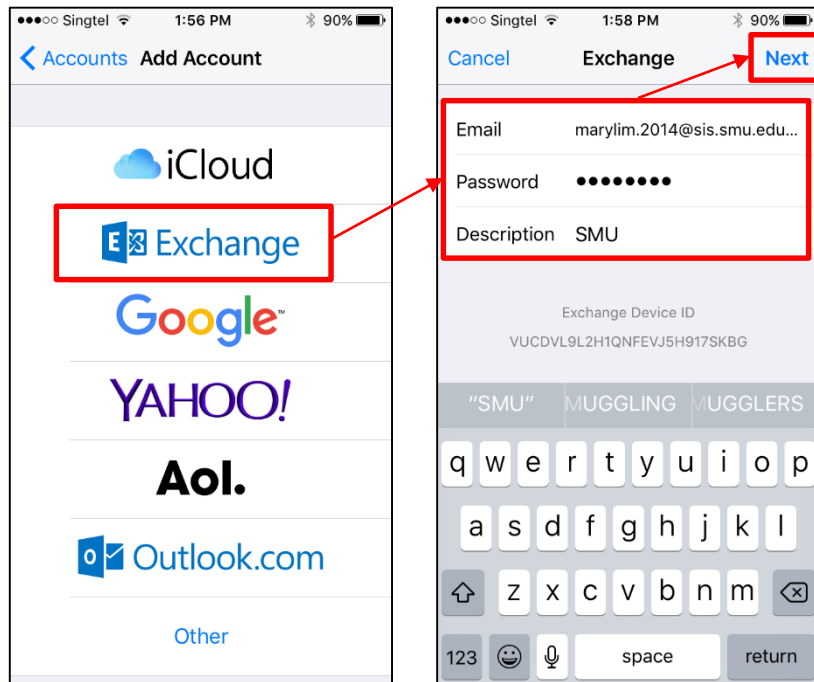 Singtel 1:56 PM 90%
Accounts Add Account
iCloud
E Exchange
Google™
YAHOO!
Aol.
o Outlook.com
Other
Singtel 1:58 PM 90%
Cancel Exchange Next
Email marylim.2014@sis.smu.edu...
Password ●●●●●●●●
Description SMU
Exchange Device ID
VUCDVL9L2H1QNFEVJ5H917SKBG
"SMU" MUGGLING MUGGLERS
q w e r t y u i o p
a s d f g h j k l
z x c v b n m
123 space return